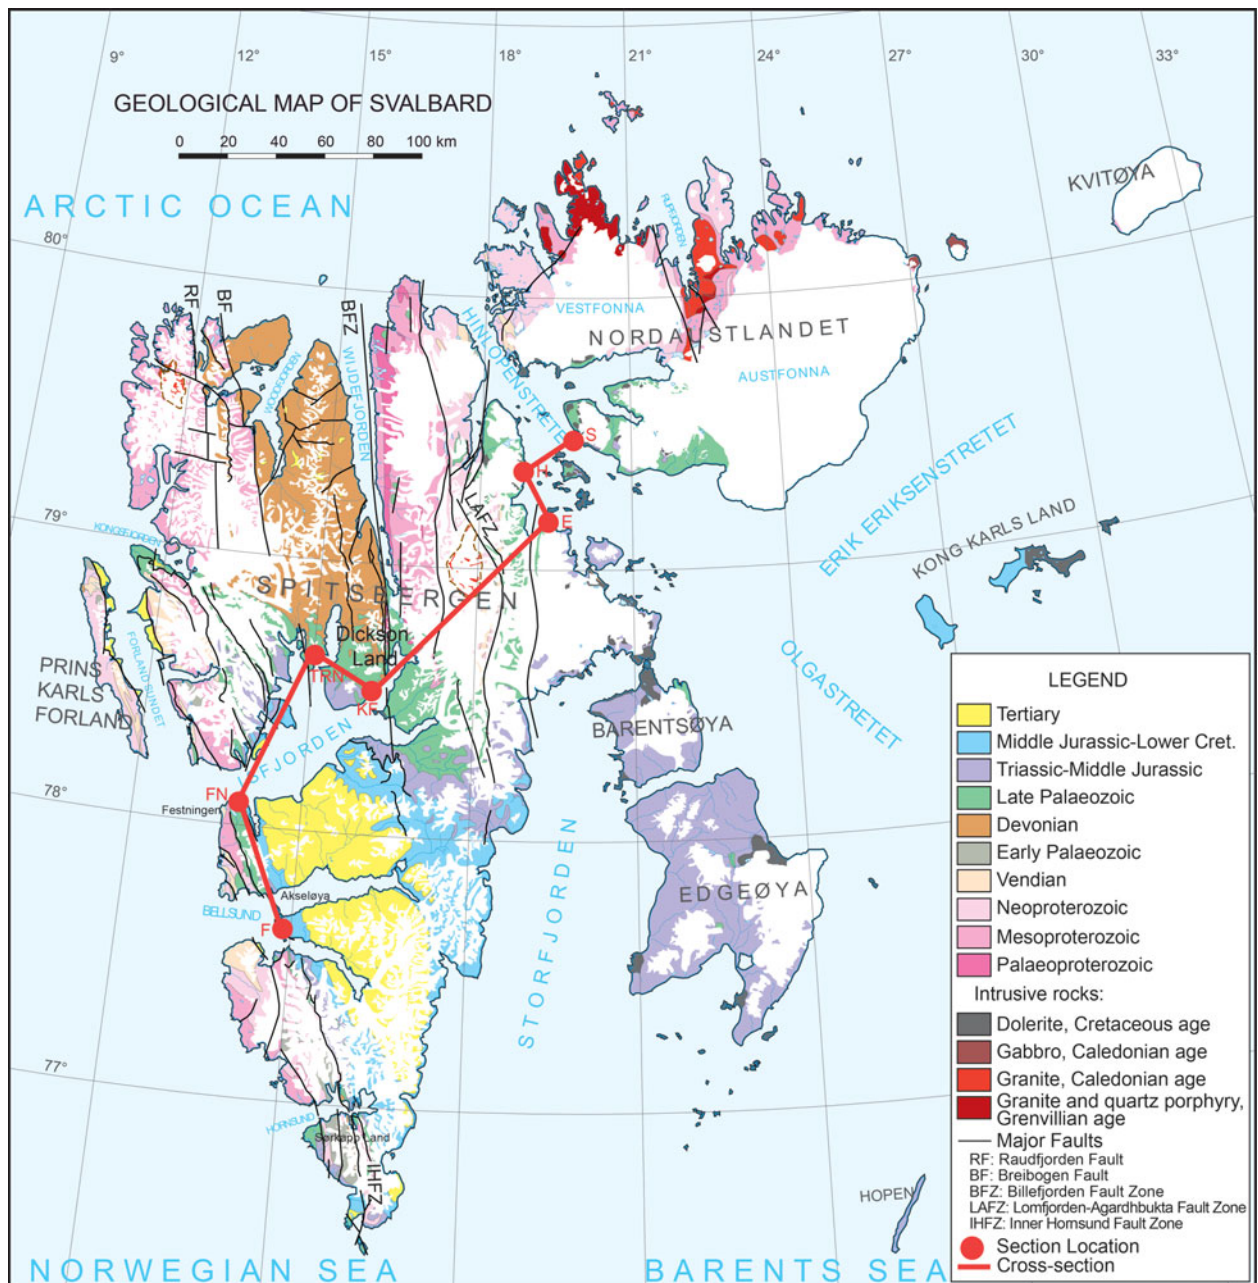 9°
12°
15°
18°
21°
24°
27°
30°
33°
GEOLOGICAL MAP OF SVALBARD
0 20 40 60 80 100 km
ARCTIC OCEAN
KVITØYA
80°
RF
BF
BFZ
WOODFJORDEN
WIJDEFJORDEN
HINLOPENSTRETET
RIJPFJORDEN
VESTFONNA
NORDAUSTLANDET
AUSTFONNA
S
H
E
LAFZ
79°
KONGSFJORDEN
SPITSBERGEN
ERIK ERIKSENSTRETET
KONG KARLS LAND
Dickson
Land
TRN
KF
PRINS
KARLS
FORLAND
FORLANDSUNDET
ISFJORDEN
OLGASTRETET
BARENTSØYA
78°
FN
Festningen
STORFJORDEN
EDGEØYA
Akseløya
BELLSUND
F
77°
HORNSUND
Sørkapp Land
IHFZ
HOPEN
NORWEGIAN SEA
BARENTS SEA
LEGEND
Tertiary
Middle Jurassic-Lower Cret.
Triassic-Middle Jurassic
Late Palaeozoic
Devonian
Early Palaeozoic
Vendian
Neoproterozoic
Mesoproterozoic
Palaeoproterozoic
Intrusive rocks:
Dolerite, Cretaceous age
Gabbro, Caledonian age
Granite, Caledonian age
Granite and quartz porphyry,
Grenvillian age
Major Faults
RF: Raudfjorden Fault
BF: Breibogen Fault
BFZ: Billefjorden Fault Zone
LAFZ: Lomfjorden-Agardhbukta Fault Zone
IHFZ: Inner Hornsund Fault Zone
Section Location
Cross-section